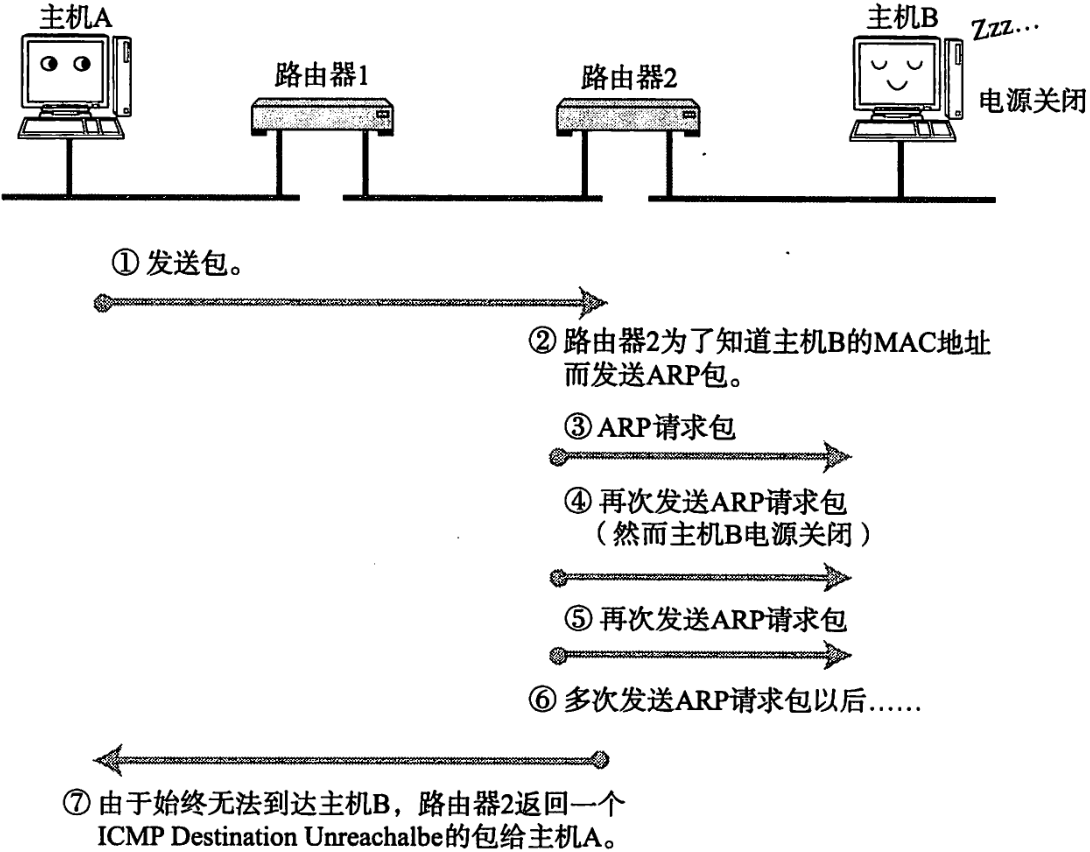 主机A
主机B
Zzz...
路由器1
路由器2
电源关闭
① 发送包。
② 路由器2为了知道主机B的MAC地址
而发送ARP包。
③ ARP请求包
④ 再次发送ARP请求包
（然而主机B电源关闭）
⑤ 再次发送ARP请求包
⑥ 多次发送ARP请求包以后……
⑦ 由于始终无法到达主机B，路由器2返回一个
ICMP Destination Unreachalbe的包给主机A。